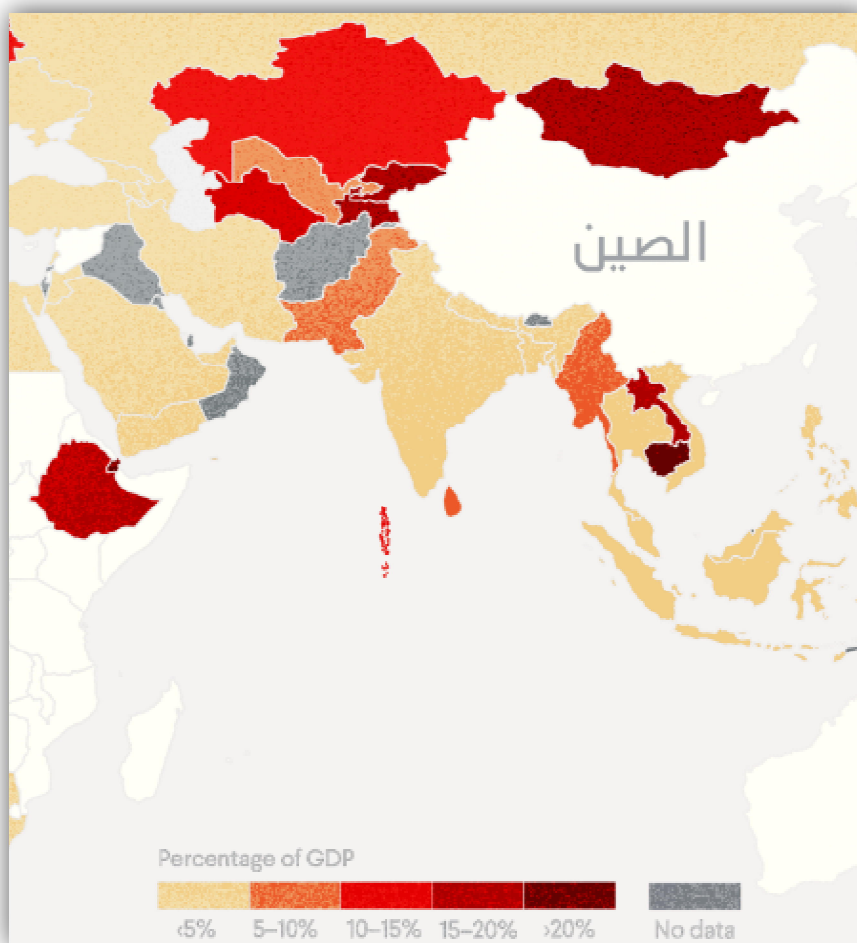 الصين
Percentage of GDP
<5% 5–10% 10–15% 15–20% >20% No data